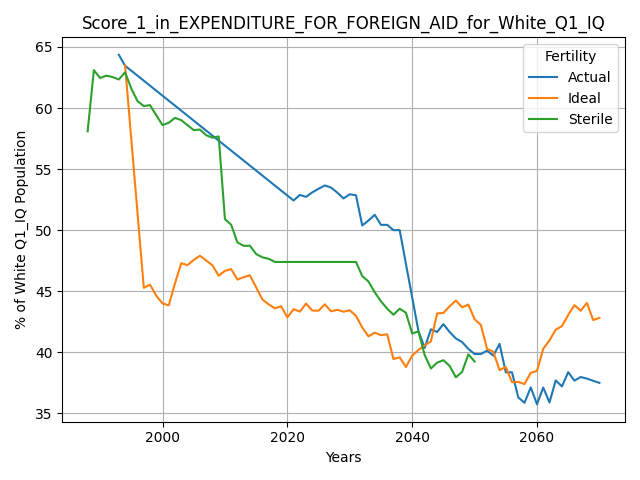 Score_1_in_EXPENDITURE_FOR_FOREIGN_AID_for_White_Q1_IQ
Fertility
Actual
Ideal
Sterile
% of White Q1_IQ Population
65
60
55
50
45
40
35
2000
2020
2040
2060
Years